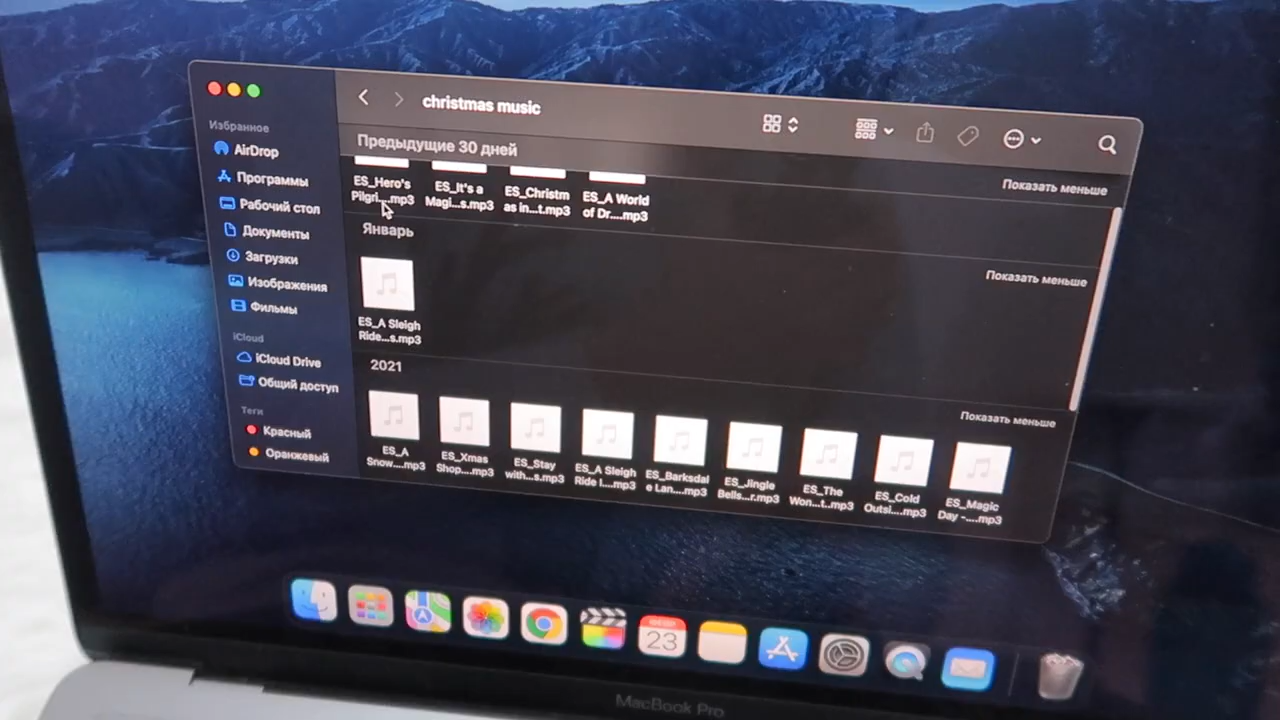 christmas music
Избранное
AirDrop
Программы
Рабочий стол
Документы
Загрузки
Изображения
Фильмы
iCloud
iCloud Drive
Общий доступ
Теги
Красный
Оранжевый
Предыдущие 30 дней
Показать меньше
ES_Hero's
Pilgri....mp3
ES_It's a
Magi...s.mp3
ES_Christm
as in...t.mp3
ES_A World
of Dr....mp3
Январь
Показать меньше
ES_A Sleigh
Ride...s.mp3
2021
Показать меньше
ES_A
Snow....mp3
ES_Xmas
Shop....mp3
ES_Stay
with...s.mp3
ES_A Sleigh
Ride I....mp3
ES_Barksdal
e Lan....mp3
ES_Jingle
Bells...r.mp3
ES_The
Won...t..mp3
ES_Cold
Outsi....mp3
ES_Magic
Day -....mp3
23
MacBook Pro